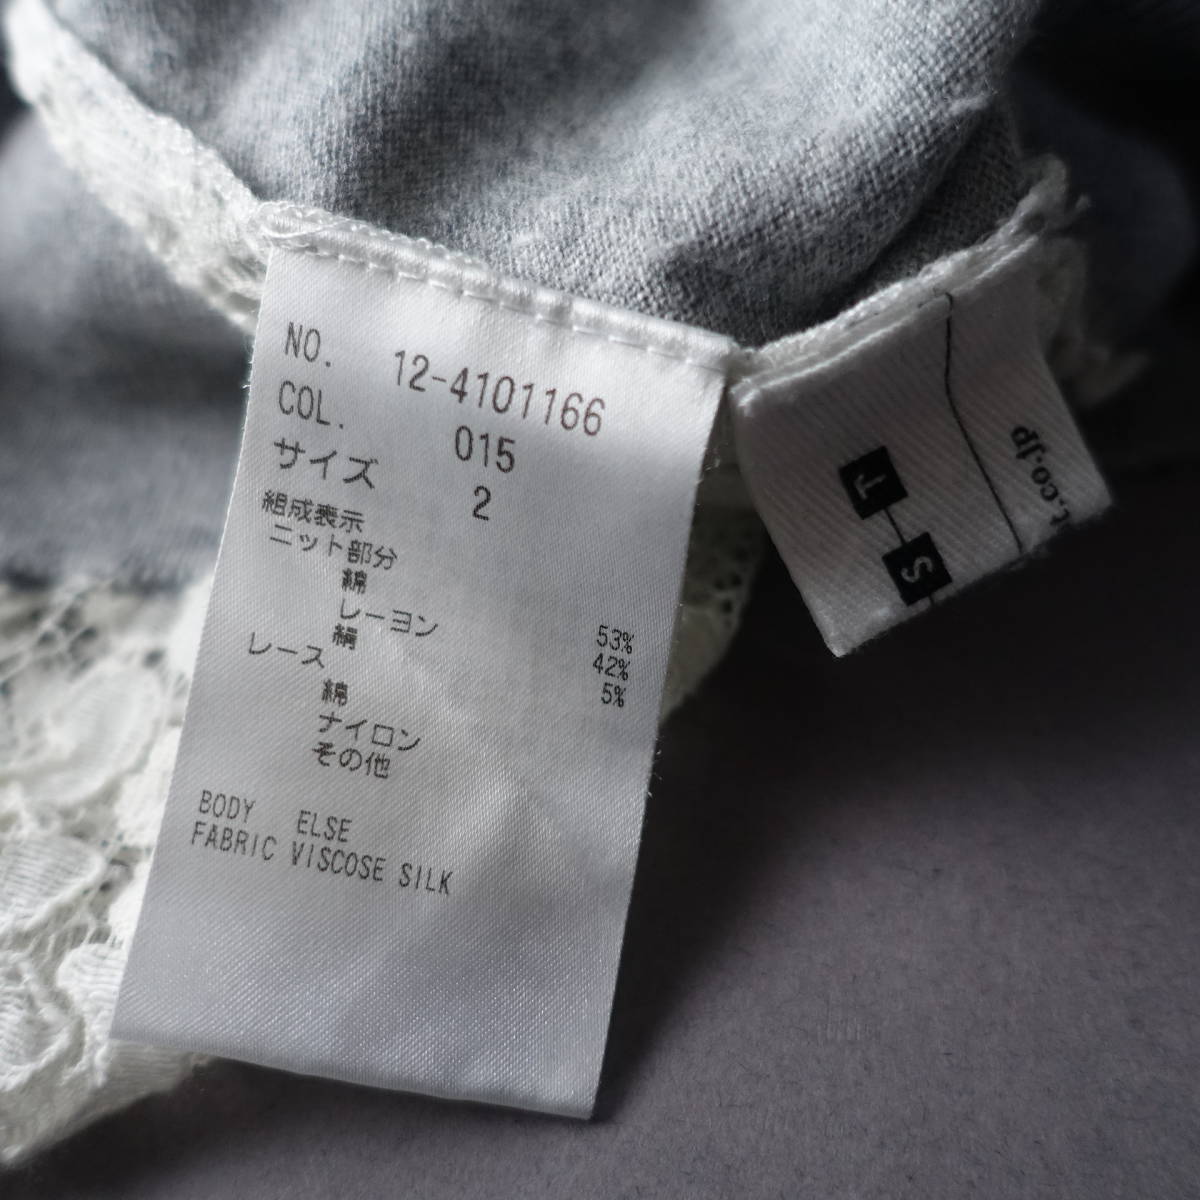 NO. 12-4101166
COL. 015
サイズ 2
組成表示
ニット部分
綿 53%
レーヨン 42%
絹 5%
レース
綿
ナイロン
その他
BODY ELSE
FABRIC VISCOSE SILK
T
S
t.co.jp